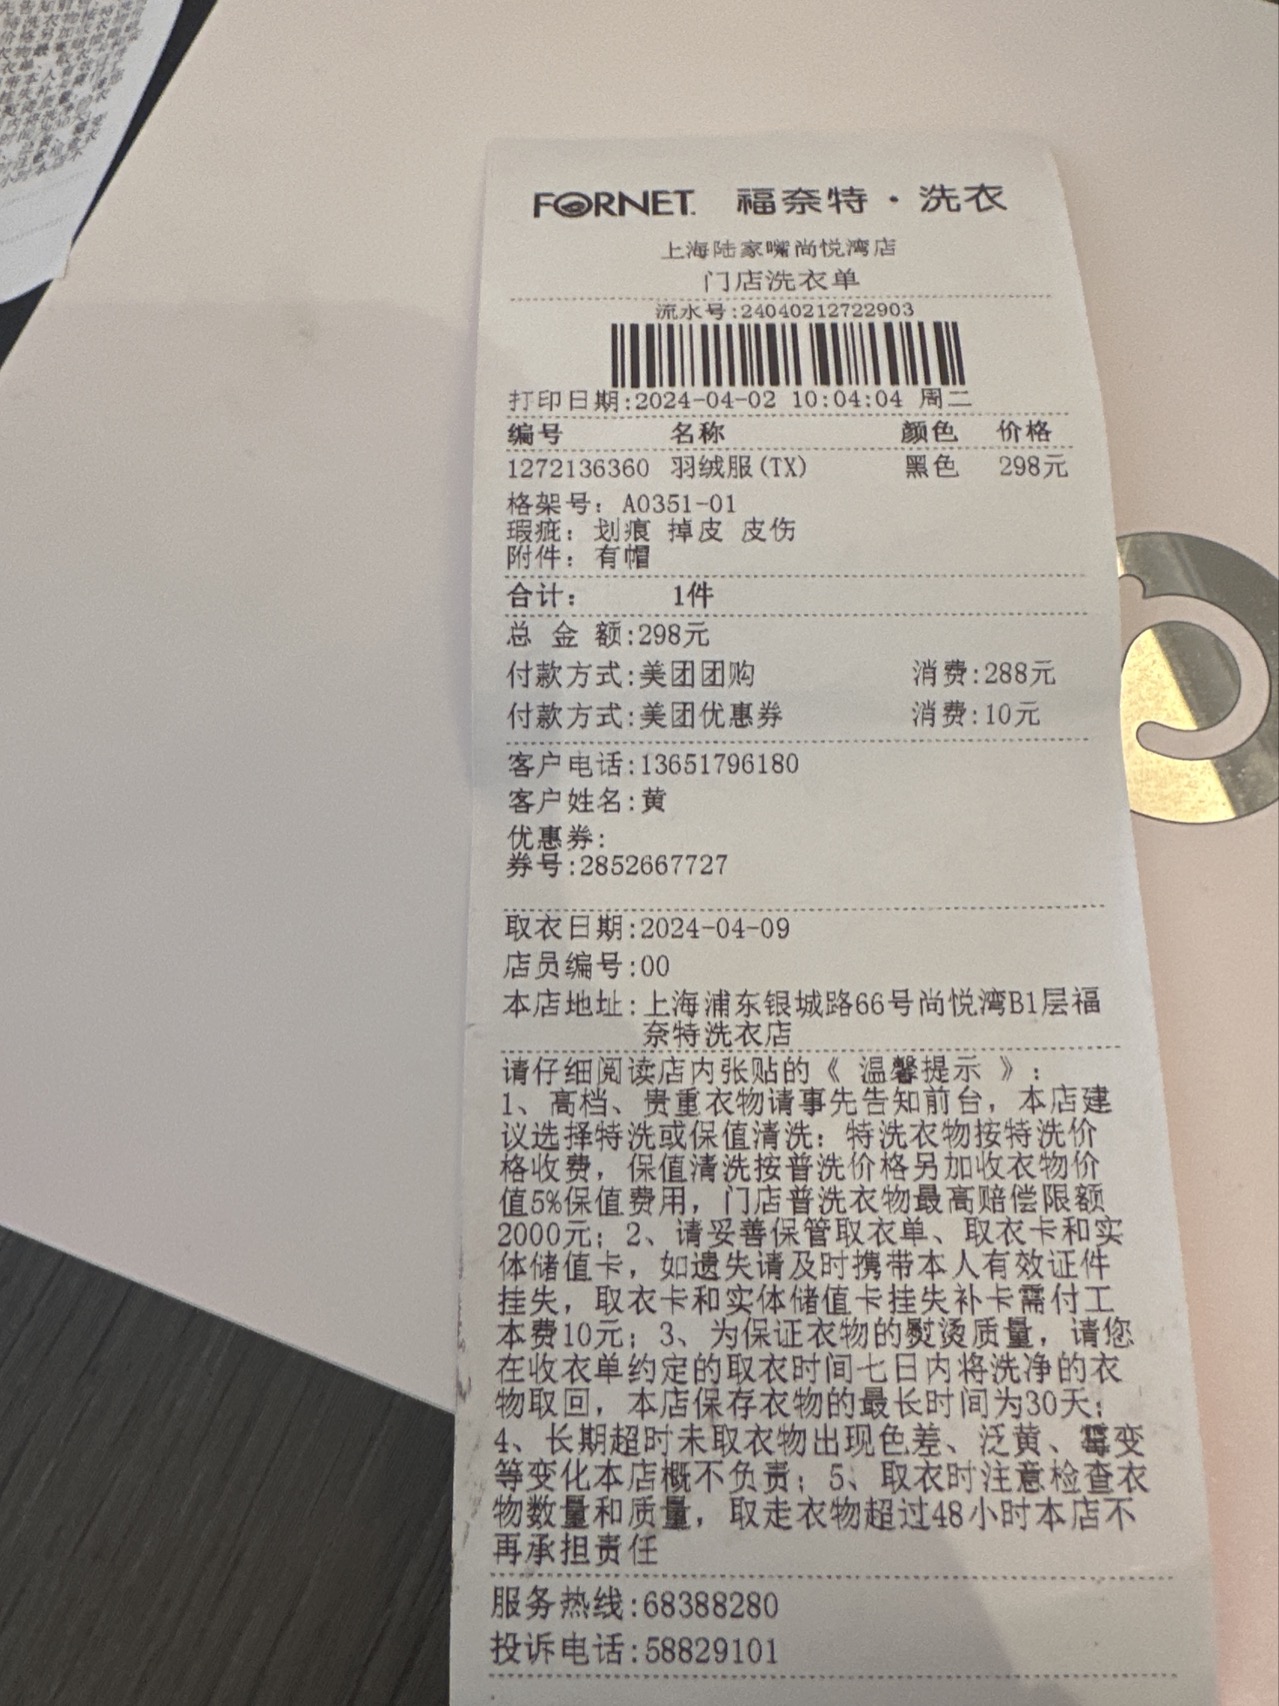 FORNET 福奈特·洗衣
上海陆家嘴尚悦湾店
门店洗衣单
流水号:24040212722903
打印日期:2024-04-02 10:04:04 周二
编号 名称 颜色 价格
1272136360 羽绒服(TX) 黑色 298元
格架号: A0351-01
瑕疵: 划痕 掉皮 皮伤
附件: 有帽
合计: 1件
总 金 额:298元
付款方式:美团团购 消费:288元
付款方式:美团优惠券 消费:10元
客户电话:13651796180
客户姓名:黄
优惠券:
券号:2852667727
取衣日期:2024-04-09
店员编号:00
本店地址:上海浦东银城路66号尚悦湾B1层福
奈特洗衣店
请仔细阅读店内张贴的《 温馨提示 》:
1、高档、贵重衣物请事先告知前台，本店建
议选择特洗或保值清洗: 特洗衣物按特洗价
格收费，保值清洗按普洗价格另加收衣物价
值5%保值费用，门店普洗衣物最高赔偿限额
2000元; 2、请妥善保管取衣单、取衣卡和实
体储值卡，如遗失请及时携带本人有效证件
挂失，取衣卡和实体储值卡挂失补卡需付工
本费10元; 3、为保证衣物的熨烫质量，请您
在收衣单约定的取衣时间七日内将洗净的衣
物取回，本店保存衣物的最长时间为30天;
4、长期超时未取衣物出现色差、泛黄、霉变
等变化本店概不负责; 5、取衣时注意检查衣
物数量和质量，取走衣物超过48小时本店不
再承担责任
服务热线:68388280
投诉电话:58829101